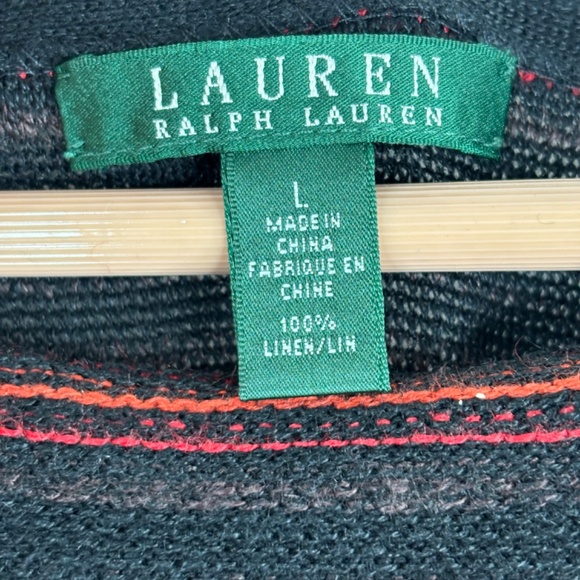 LAUREN
RALPH LAUREN
L
MADE IN
CHINA
FABRIQUE EN
CHINE
100%
LINEN/LIN